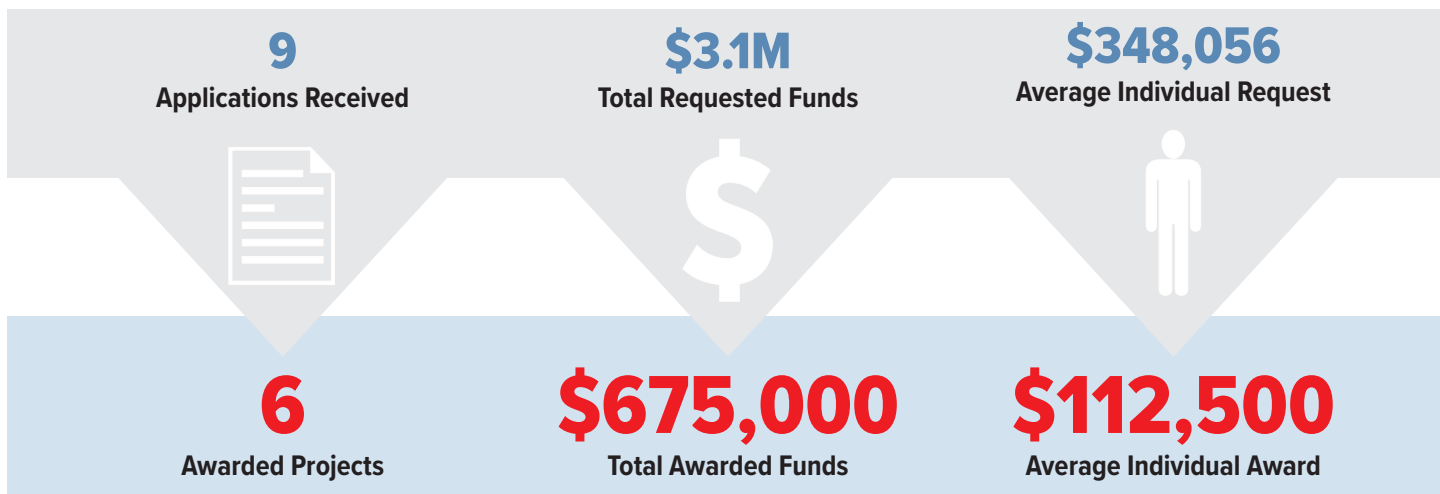 9
Applications Received
$3.1M
Total Requested Funds
$348,056
Average Individual Request
6
Awarded Projects
$675,000
Total Awarded Funds
$112,500
Average Individual Award